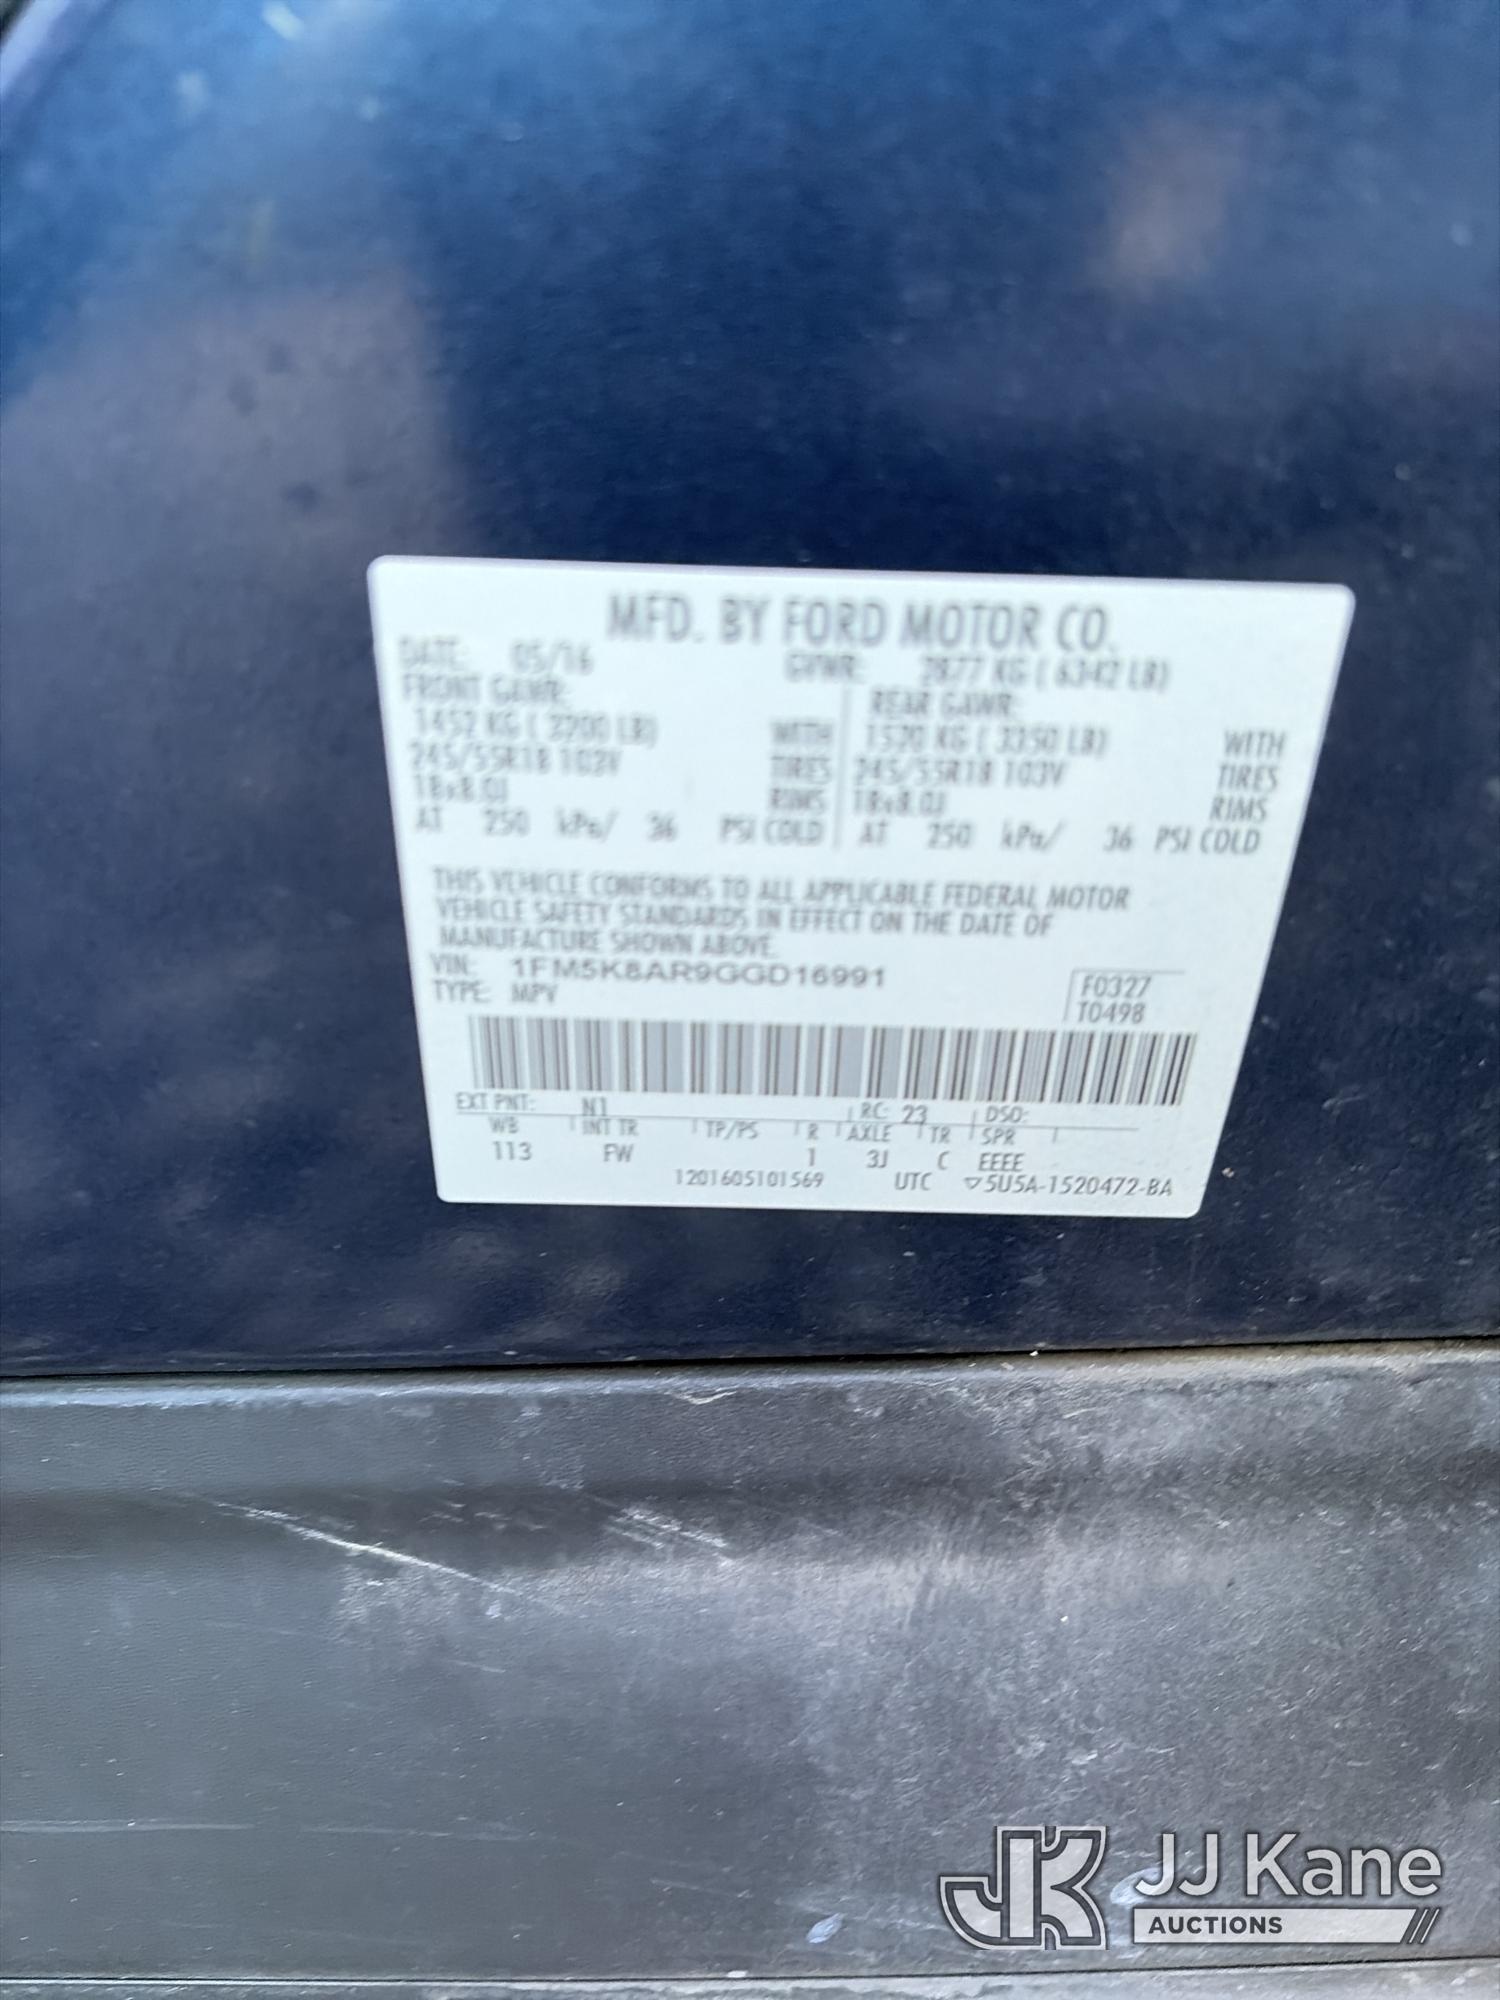 MFD. BY FORD MOTOR CO.
DATE: 05/16 GVWR: 2877 KG ( 6342 LB)
FRONT GAWR: REAR GAWR:
1452 KG ( 3200 LB) WITH 1520 KG ( 3350 LB) WITH
245/55R18 103V TIRES 245/55R18 103V TIRES
18x8.0J RIMS 18x8.0J RIMS
AT 250 kPa/ 36 PSI COLD AT 250 kPa/ 36 PSI COLD
THIS VEHICLE CONFORMS TO ALL APPLICABLE FEDERAL MOTOR
VEHICLE SAFETY STANDARDS IN EFFECT ON THE DATE OF
MANUFACTURE SHOWN ABOVE.
VIN: 1FM5K8AR9GGD16991 F0327
TYPE: MPV T0498
EXT PNT: N1 RC: 23 DSO:
WB INT TR TP/PS R AXLE TR SPR
113 FW 1 3J C EEEE
1201605101569 UTC ▽5U5A-1520472-BA
JK JJ Kane
AUCTIONS